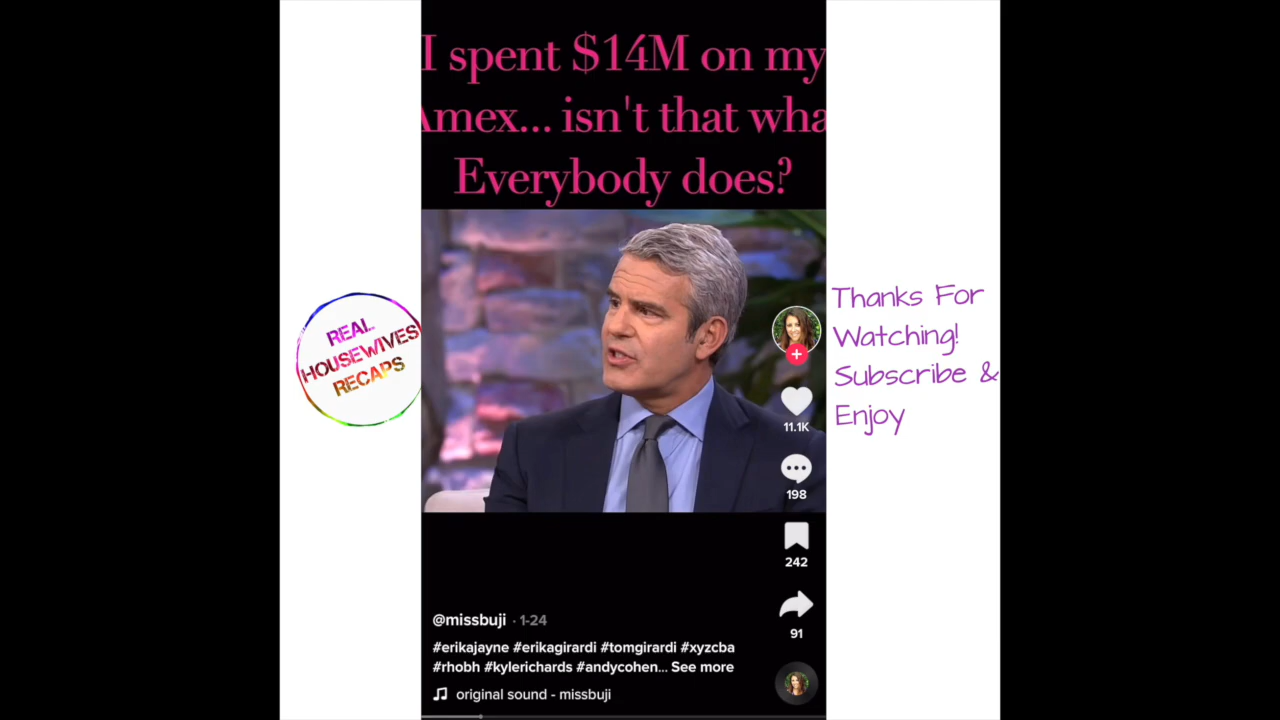 I spent $14M on my
Amex... isn't that wha
Everybody does?
REAL
HOUSEWIVES
RECAPS
Thanks For
Watching!
Subscribe &
Enjoy
11.1K
198
242
91
@missbuji · 1-24
#erikajayne #erikagirardi #tomgirardi #xyzcba
#rhobh #kylerichards #andycohen... See more
original sound - missbuji